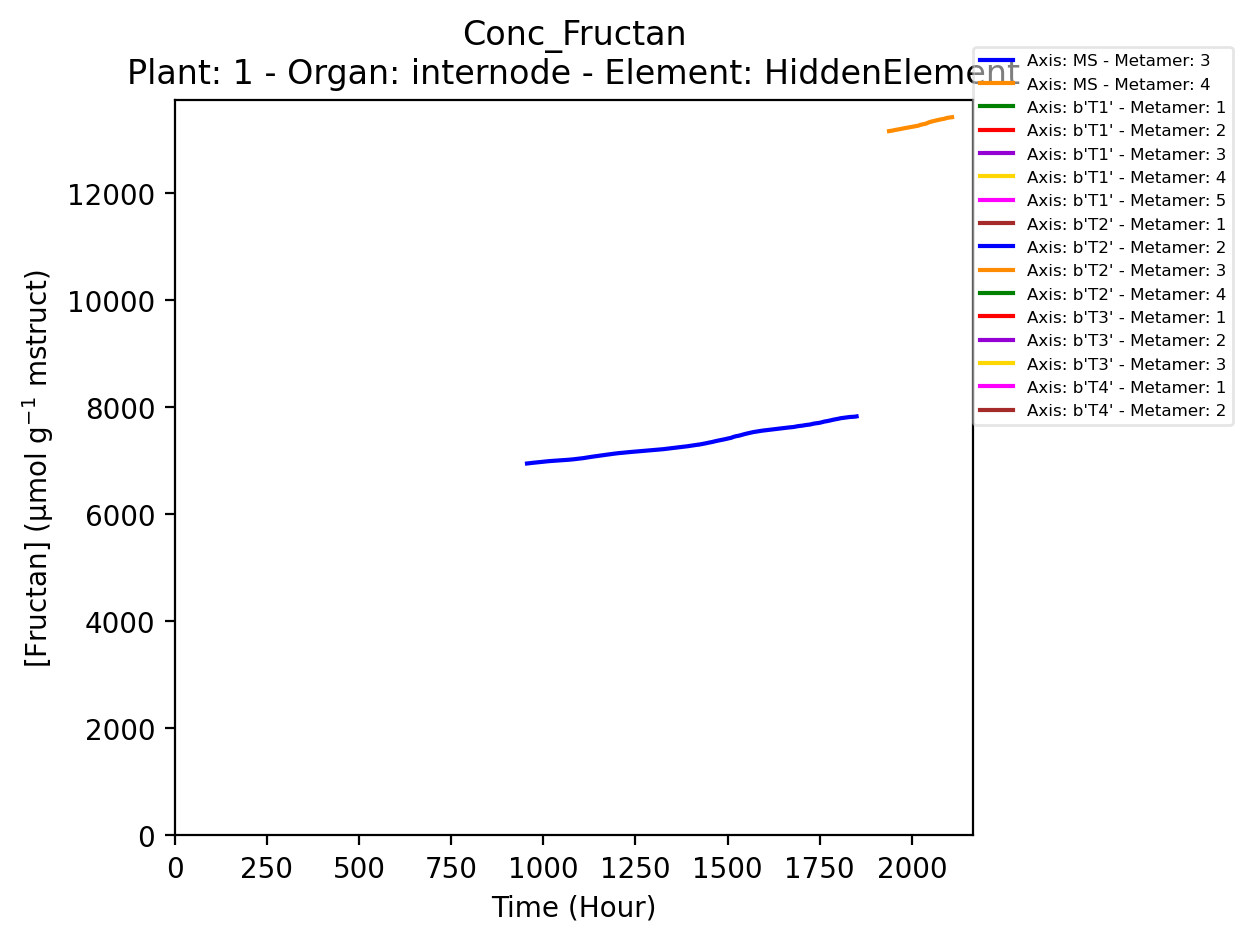 Conc_Fructan
Plant: 1 - Organ: internode - Element: HiddenElement
Axis: MS - Metamer: 3
Axis: MS - Metamer: 4
Axis: b'T1' - Metamer: 1
Axis: b'T1' - Metamer: 2
Axis: b'T1' - Metamer: 3
Axis: b'T1' - Metamer: 4
Axis: b'T1' - Metamer: 5
Axis: b'T2' - Metamer: 1
Axis: b'T2' - Metamer: 2
Axis: b'T2' - Metamer: 3
Axis: b'T2' - Metamer: 4
Axis: b'T3' - Metamer: 1
Axis: b'T3' - Metamer: 2
Axis: b'T3' - Metamer: 3
Axis: b'T4' - Metamer: 1
Axis: b'T4' - Metamer: 2
[Fructan] (µmol g⁻¹ mstruct)
12000
10000
8000
6000
4000
2000
0
0 250 500 750 1000 1250 1500 1750 2000
Time (Hour)